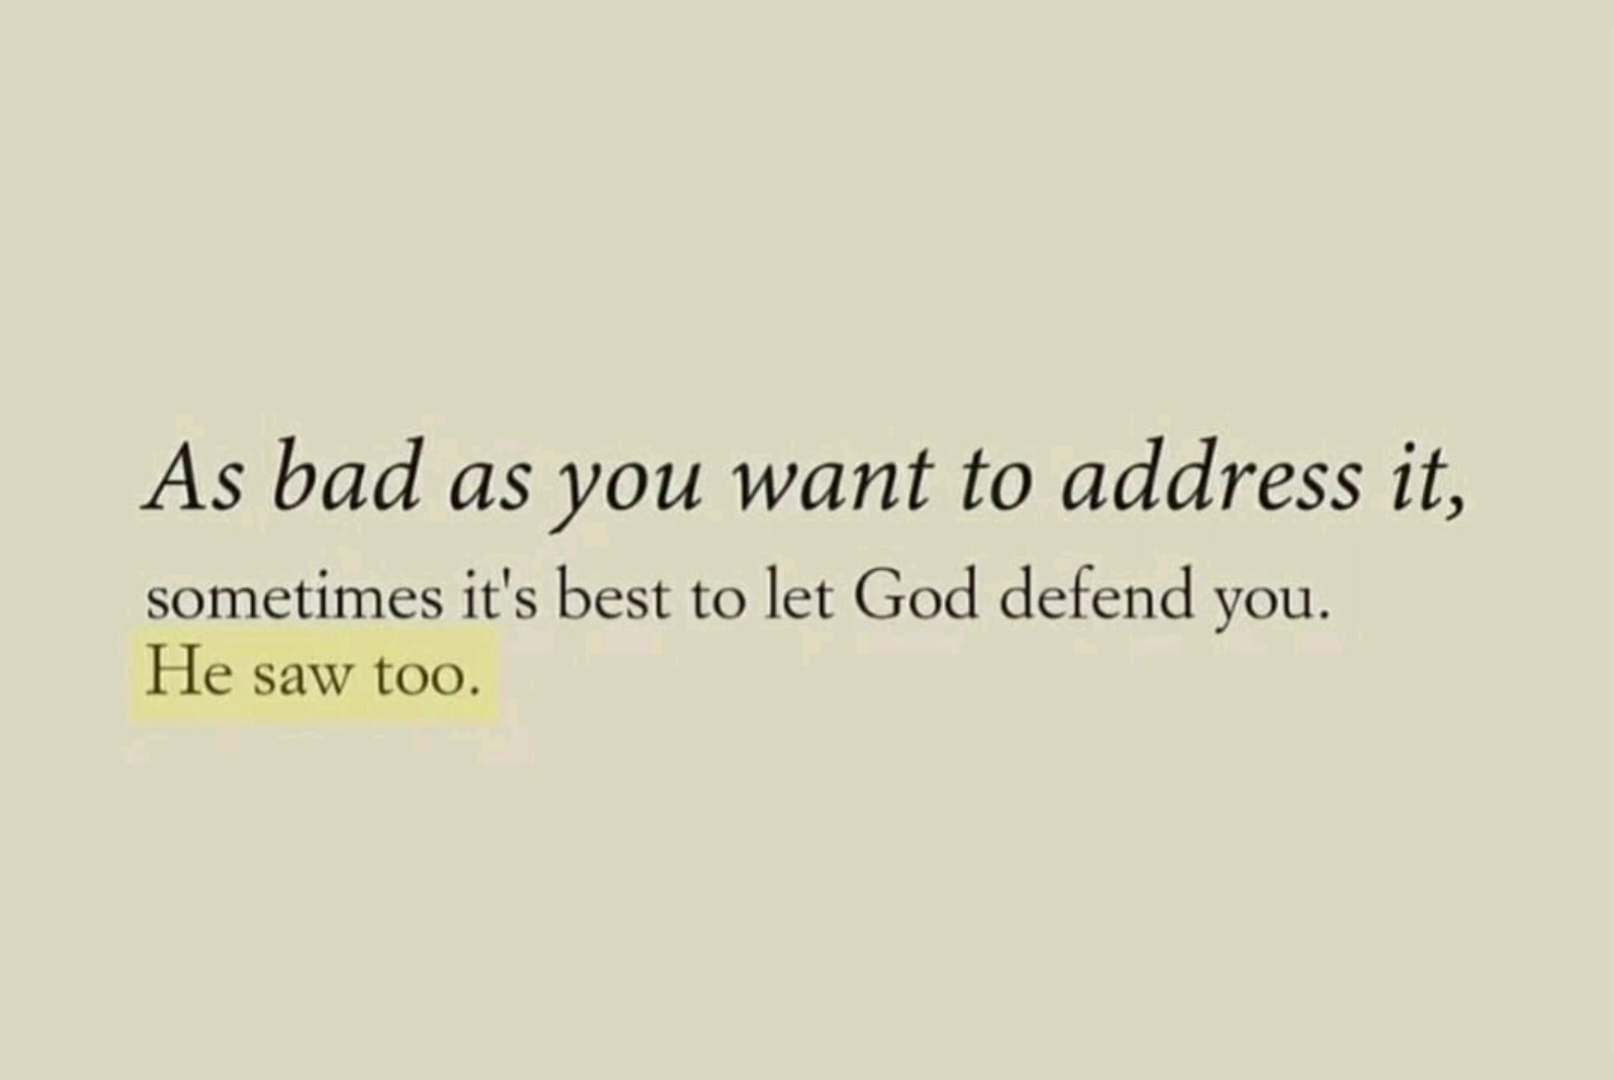 As bad as you want to address it,
sometimes it's best to let God defend you.
He saw too.